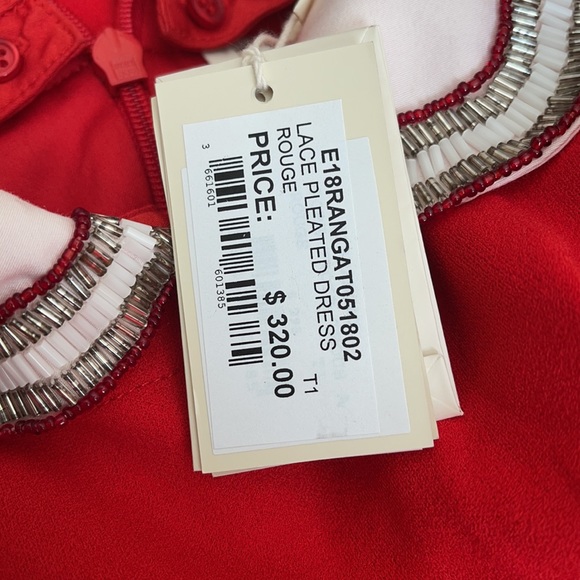 E18RANGAT051802
LACE PLEATED DRESS
ROUGE T1
PRICE: $ 320.00
3 661601 601385